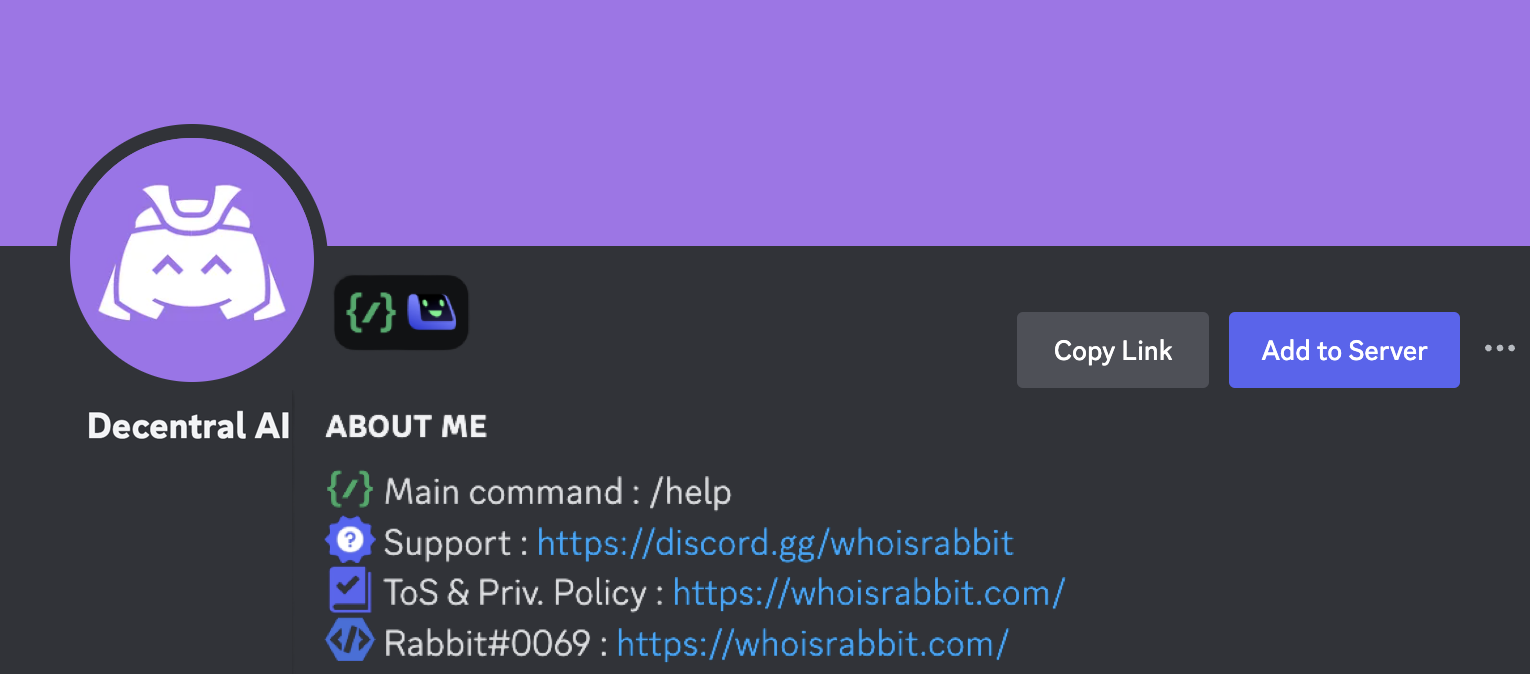 Copy Link
Add to Server
Decentral AI
ABOUT ME
Main command : /help
Support : https://discord.gg/whoisrabbit
ToS & Priv. Policy : https://whoisrabbit.com/
Rabbit#0069 : https://whoisrabbit.com/